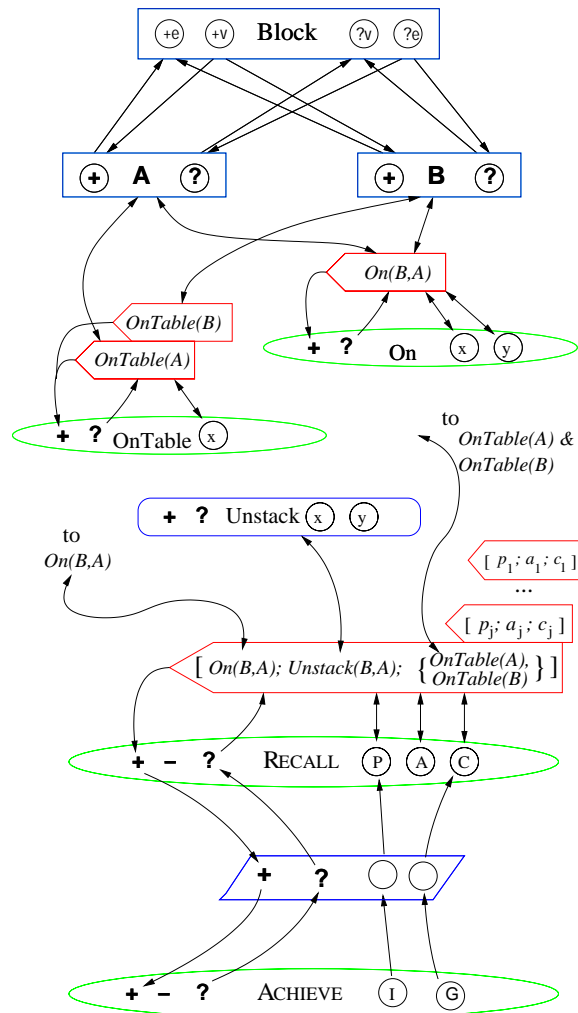 +e +v Block ?v ?e
+ A ? + B ?
On(B,A)
OnTable(B)
+ ? On x y
OnTable(A)
+ ? OnTable x
to
OnTable(A) &
OnTable(B)
+ ? Unstack x y
to
On(B,A)
[ p1; a1; c1 ]
...
[ pj; aj; cj ]
[ On(B,A); Unstack(B,A); { OnTable(A),
OnTable(B) } ]
+ − ? RECALL P A C
+ ?
+ − ? ACHIEVE I G